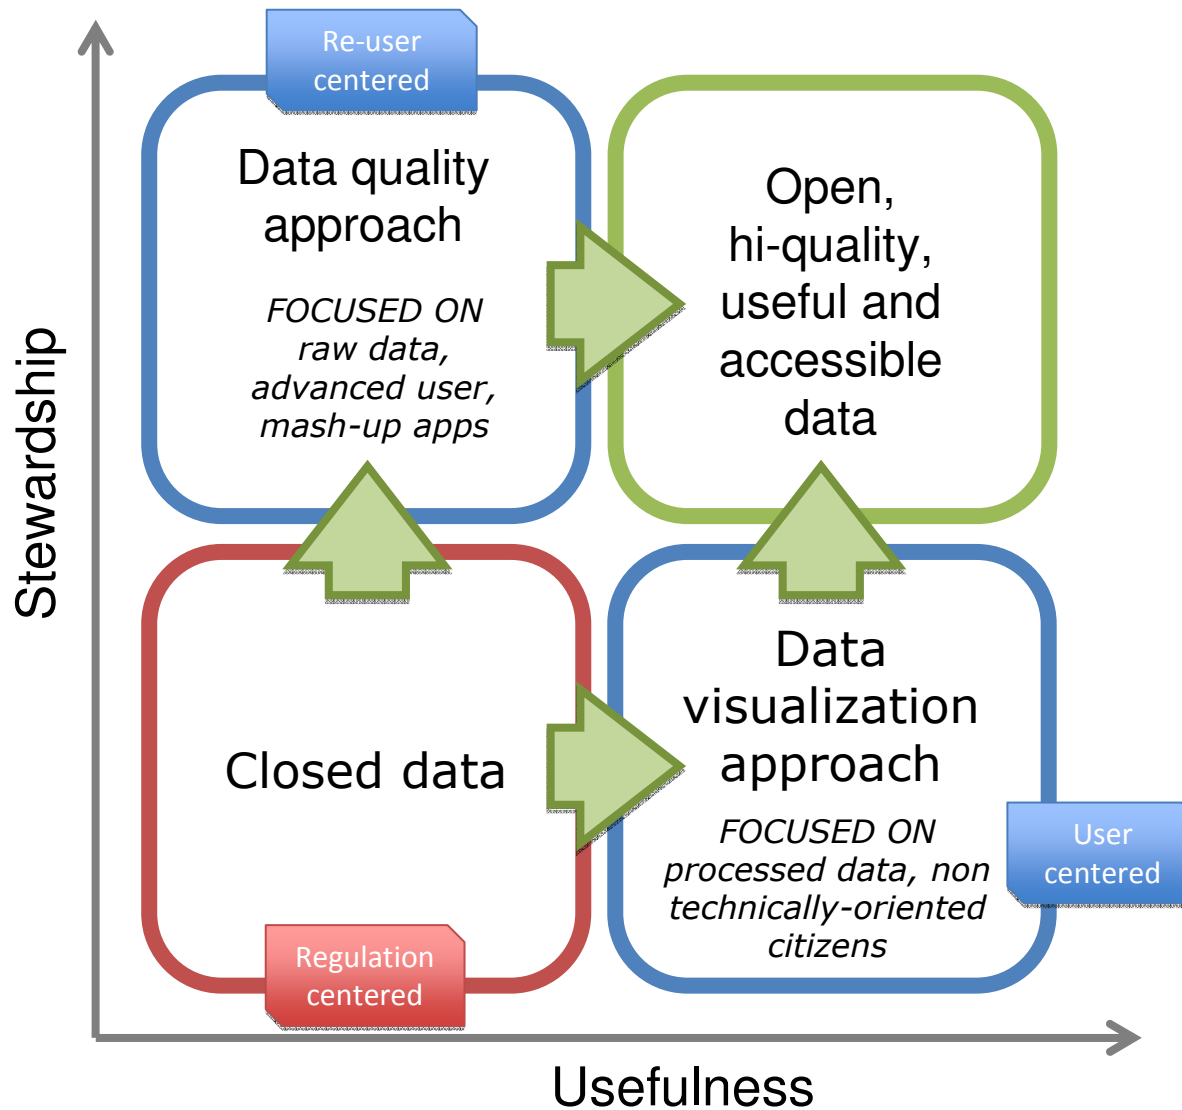 Re-user
centered
Data quality
approach
FOCUSED ON
raw data,
advanced user,
mash-up apps
Open,
hi-quality,
useful and
accessible
data
Stewardship
Closed data
Regulation
centered
Data
visualization
approach
FOCUSED ON
processed data, non
technically-oriented
citizens
User
centered
Usefulness